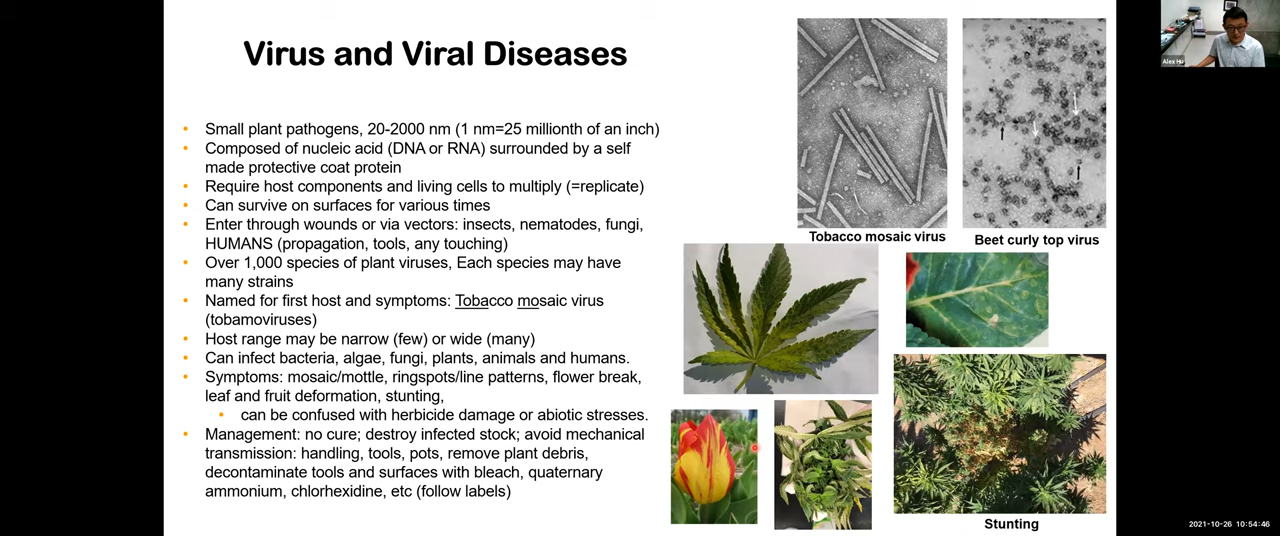 Virus and Viral Diseases
Small plant pathogens, 20-2000 nm (1 nm=25 millionth of an inch)
Composed of nucleic acid (DNA or RNA) surrounded by a self
made protective coat protein
Require host components and living cells to multiply (=replicate)
Can survive on surfaces for various times
Enter through wounds or via vectors: insects, nematodes, fungi,
HUMANS (propagation, tools, any touching)
Over 1,000 species of plant viruses, Each species may have
many strains
Named for first host and symptoms: Tobacco mosaic virus
(tobamoviruses)
Host range may be narrow (few) or wide (many)
Can infect bacteria, algae, fungi, plants, animals and humans.
Symptoms: mosaic/mottle, ringspots/line patterns, flower break,
leaf and fruit deformation, stunting,
can be confused with herbicide damage or abiotic stresses.
Management: no cure; destroy infected stock; avoid mechanical
transmission: handling, tools, pots, remove plant debris,
decontaminate tools and surfaces with bleach, quaternary
ammonium, chlorhexidine, etc (follow labels)
Tobacco mosaic virus
Beet curly top virus
Stunting
Alex Hu
2021-10-26 10:54:46